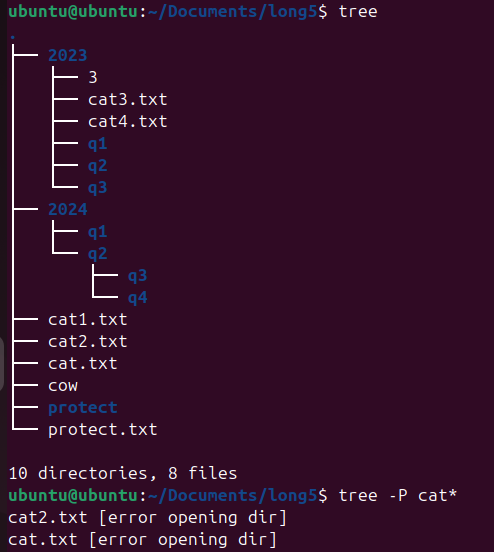 ubuntu@ubuntu:~/Documents/long5$ tree
.
├── 2023
│   ├── 3
│   ├── cat3.txt
│   ├── cat4.txt
│   ├── q1
│   ├── q2
│   └── q3
├── 2024
│   ├── q1
│   └── q2
│       ├── q3
│       └── q4
├── cat1.txt
├── cat2.txt
├── cat.txt
├── cow
├── protect
└── protect.txt
10 directories, 8 files
ubuntu@ubuntu:~/Documents/long5$ tree -P cat*
cat2.txt [error opening dir]
cat.txt [error opening dir]